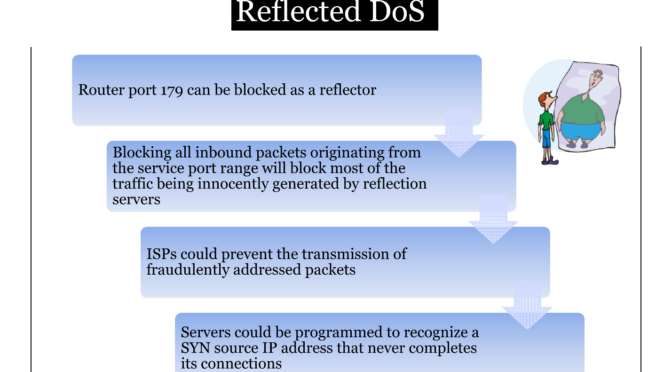 Reflected DoS
Router port 179 can be blocked as a reflector
Blocking all inbound packets originating from
the service port range will block most of the
traffic being innocently generated by reflection
servers
ISPs could prevent the transmission of
fraudulently addressed packets
Servers could be programmed to recognize a
SYN source IP address that never completes
its connections